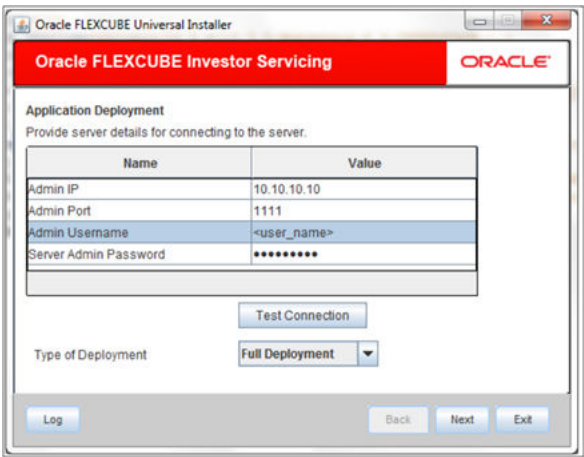 Oracle FLEXCUBE Universal Installer
Oracle FLEXCUBE Investor Servicing ORACLE
Application Deployment
Provide server details for connecting to the server.
Name Value
Admin IP 10.10.10.10
Admin Port 1111
Admin Username <user_name>
Server Admin Password •••••••••
Test Connection
Type of Deployment Full Deployment
Log Back Next Exit